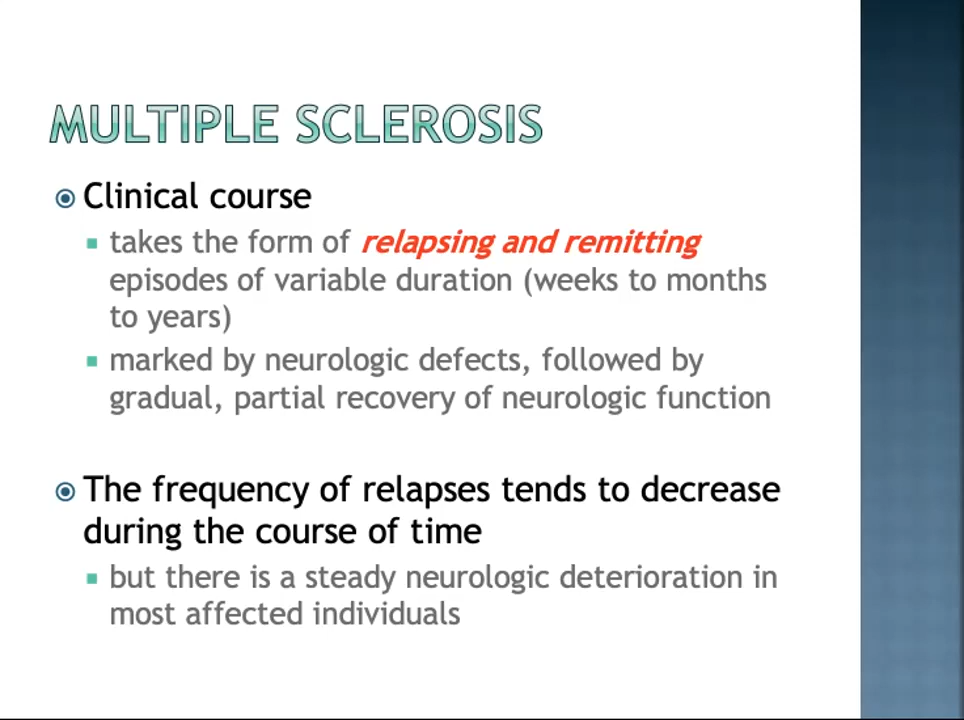 MULTIPLE SCLEROSIS
Clinical course
takes the form of relapsing and remitting
episodes of variable duration (weeks to months
to years)
marked by neurologic defects, followed by
gradual, partial recovery of neurologic function
The frequency of relapses tends to decrease
during the course of time
but there is a steady neurologic deterioration in
most affected individuals